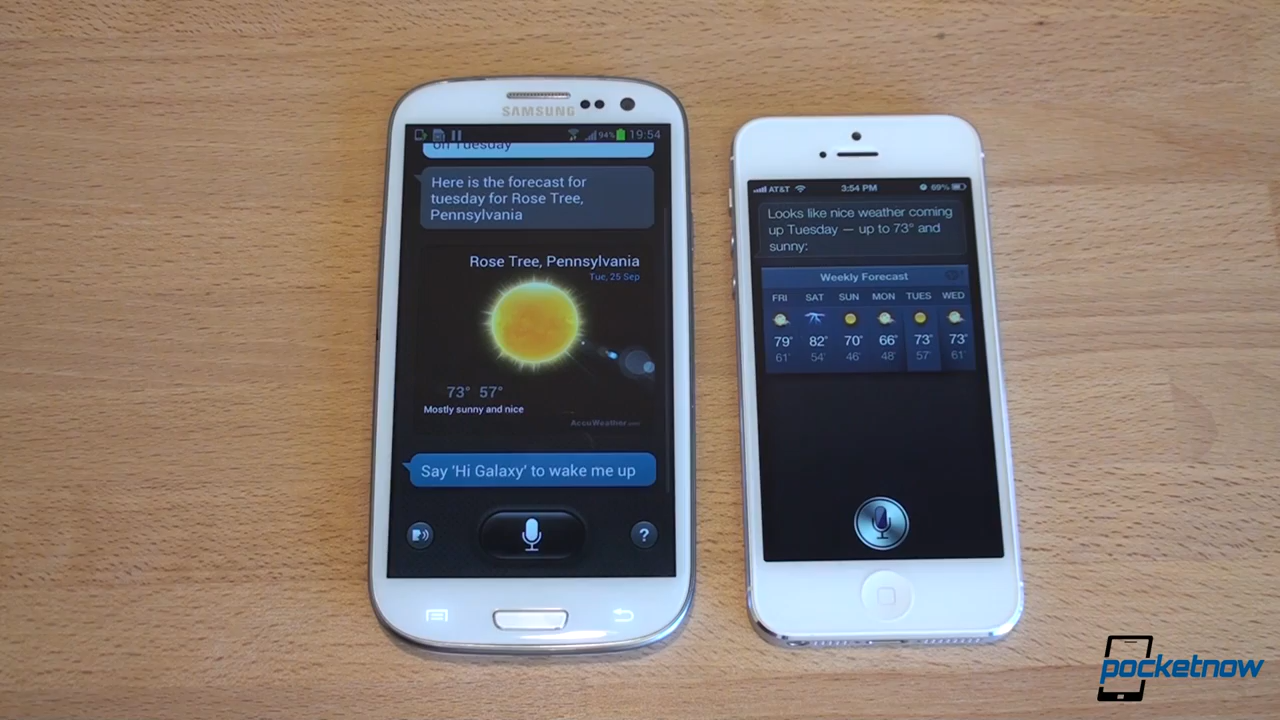 SAMSUNG
94% 19:54
on Tuesday
Here is the forecast for
tuesday for Rose Tree,
Pennsylvania
Rose Tree, Pennsylvania
Tue, 25 Sep
73° 57°
Mostly sunny and nice
AccuWeather.com
Say 'Hi Galaxy' to wake me up
?
AT&T 3:54 PM 69%
Looks like nice weather coming
up Tuesday — up to 73° and
sunny:
Weekly Forecast
FRI SAT SUN MON TUES WED
79° 82° 70° 66° 73° 73°
61° 54° 46° 48° 57° 61°
pocketnow